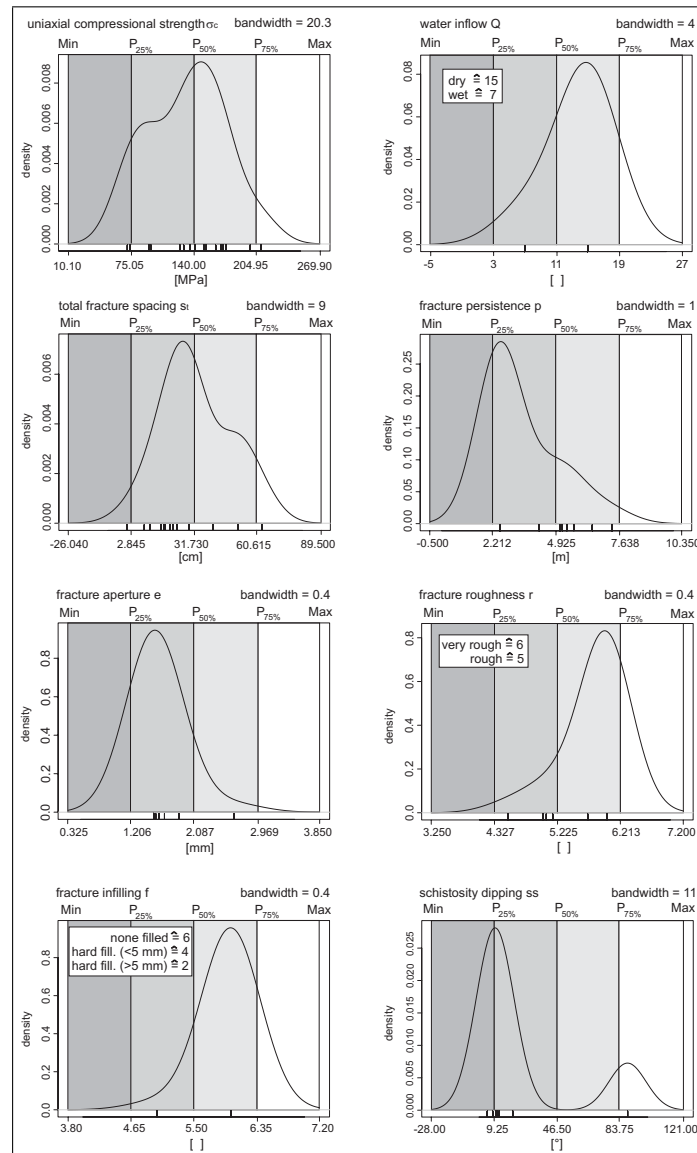 uniaxial compressional strength σc bandwidth = 20.3
Min P25% P50% P75% Max
density
0.000 0.002 0.004 0.006 0.008
10.10 75.05 140.00 204.95 269.90
[MPa]
water inflow Q bandwidth = 4
Min P25% P50% P75% Max
dry ≙ 15
wet ≙ 7
density
0.00 0.02 0.04 0.06 0.08
-5 3 11 19 27
[ ]
total fracture spacing st bandwidth = 9
Min P25% P50% P75% Max
density
0.000 0.002 0.004 0.006
-26.040 2.845 31.730 60.615 89.500
[cm]
fracture persistence p bandwidth = 1
Min P25% P50% P75% Max
density
0.00 0.05 0.10 0.15 0.20 0.25
-0.500 2.212 4.925 7.638 10.350
[m]
fracture aperture e bandwidth = 0.4
Min P25% P50% P75% Max
density
0.0 0.2 0.4 0.6 0.8
0.325 1.206 2.087 2.969 3.850
[mm]
fracture roughness r bandwidth = 0.4
Min P25% P50% P75% Max
very rough ≙ 6
rough ≙ 5
density
0.0 0.2 0.4 0.6 0.8
3.250 4.327 5.225 6.213 7.200
[ ]
fracture infilling f bandwidth = 0.4
Min P25% P50% P75% Max
none filled ≙ 6
hard fill. (<5 mm) ≙ 4
hard fill. (>5 mm) ≙ 2
density
0.0 0.2 0.4 0.6 0.8
3.80 4.65 5.50 6.35 7.20
[ ]
schistosity dipping ss bandwidth = 11
Min P25% P50% P75% Max
density
0.000 0.005 0.010 0.015 0.020 0.025
-28.00 9.25 46.50 83.75 121.00
[°]